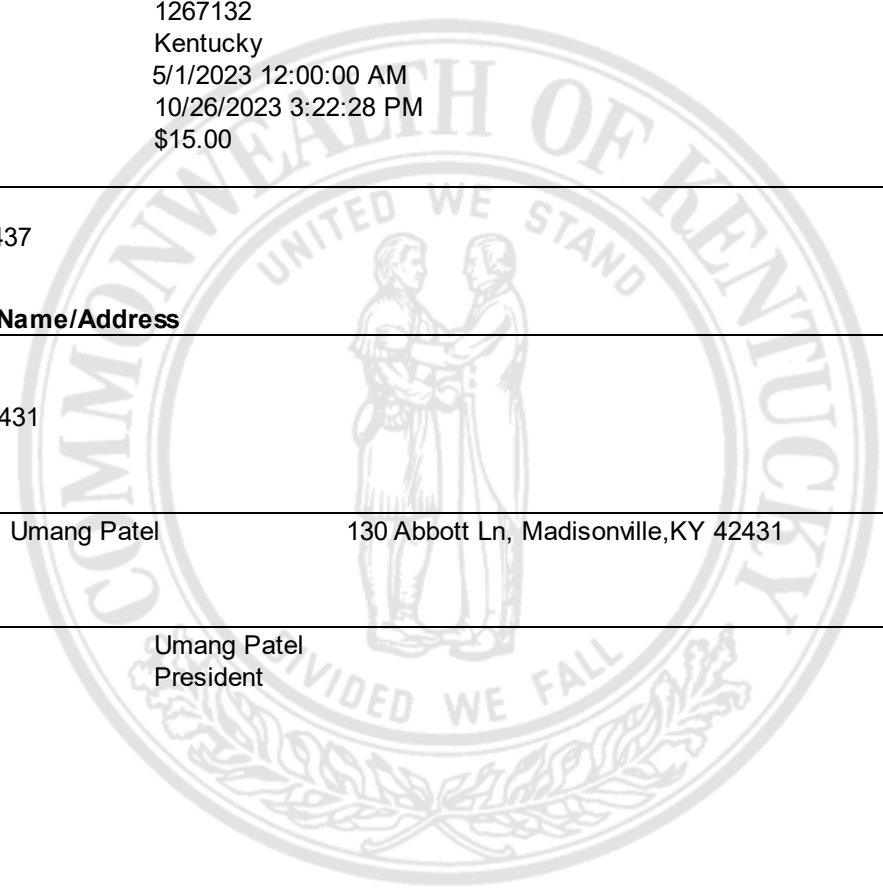 1267132
Kentucky
5/1/2023 12:00:00 AM
10/26/2023 3:22:28 PM
$15.00
437
Name/Address
431
Umang Patel 130 Abbott Ln, Madisonville,KY 42431
Umang Patel
President
COMMONWEALTH OF KENTUCKY
UNITED WE STAND
DIVIDED WE FALL